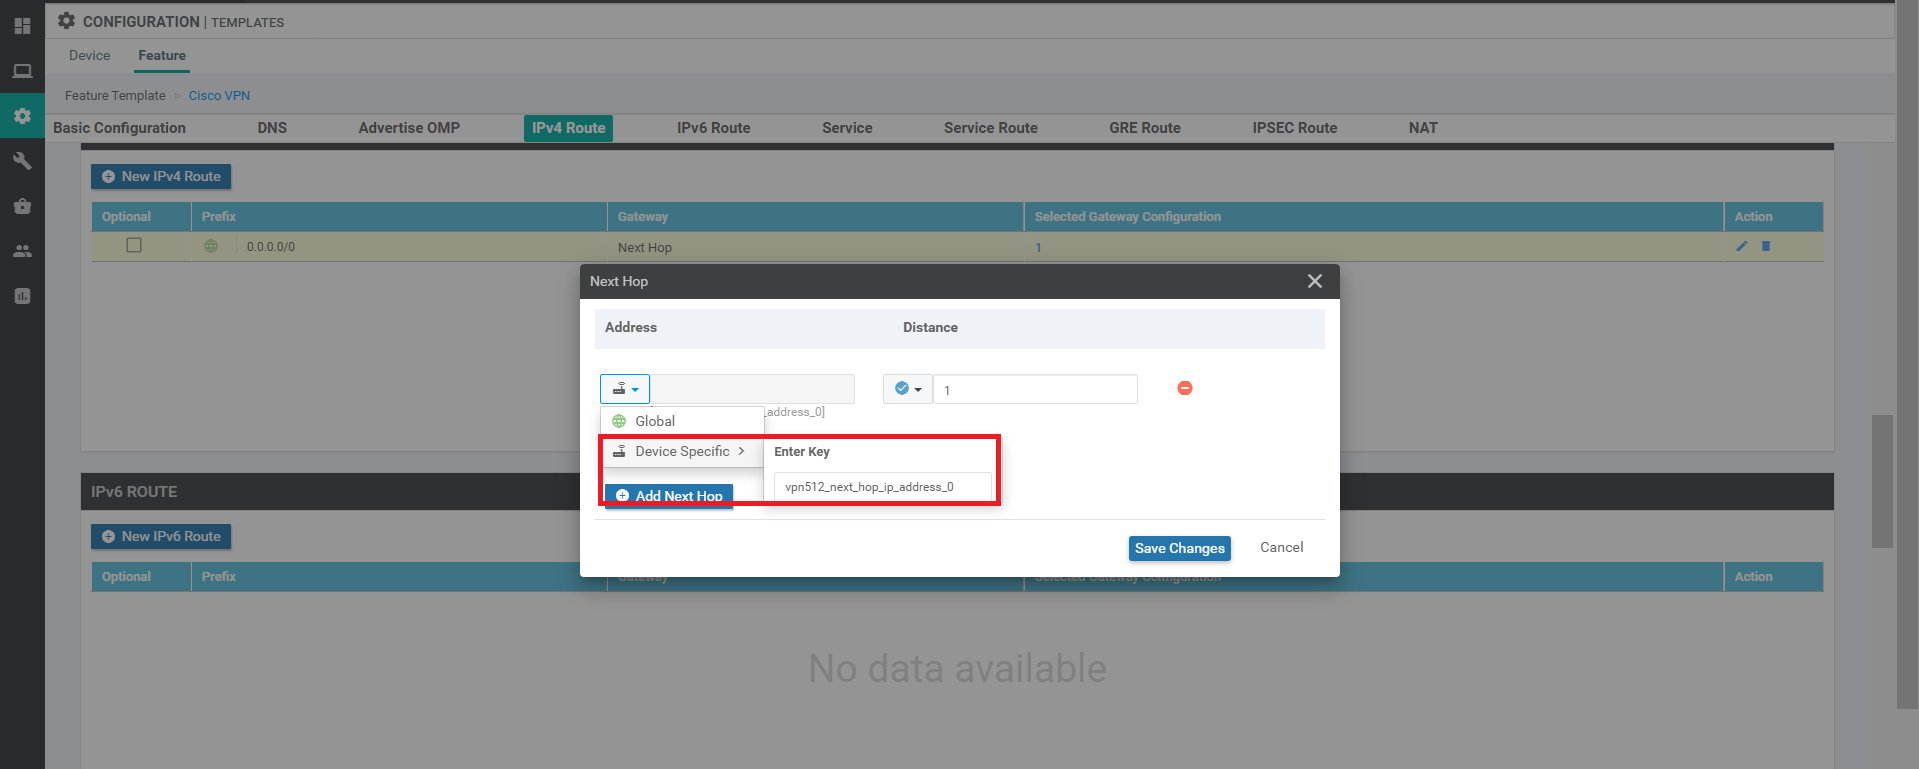 CONFIGURATION | TEMPLATES
Device Feature
Feature Template > Cisco VPN
Basic Configuration DNS Advertise OMP IPv4 Route IPv6 Route Service Service Route GRE Route IPSEC Route NAT
New IPv4 Route
Optional Prefix Gateway Selected Gateway Configuration Action
0.0.0.0/0 Next Hop 1
Next Hop
Address Distance
1
_address_0]
Global
Device Specific > Enter Key
vpn512_next_hop_ip_address_0
Add Next Hop
Save Changes Cancel
IPv6 ROUTE
New IPv6 Route
Optional Prefix Gateway Selected Gateway Configuration Action
No data available